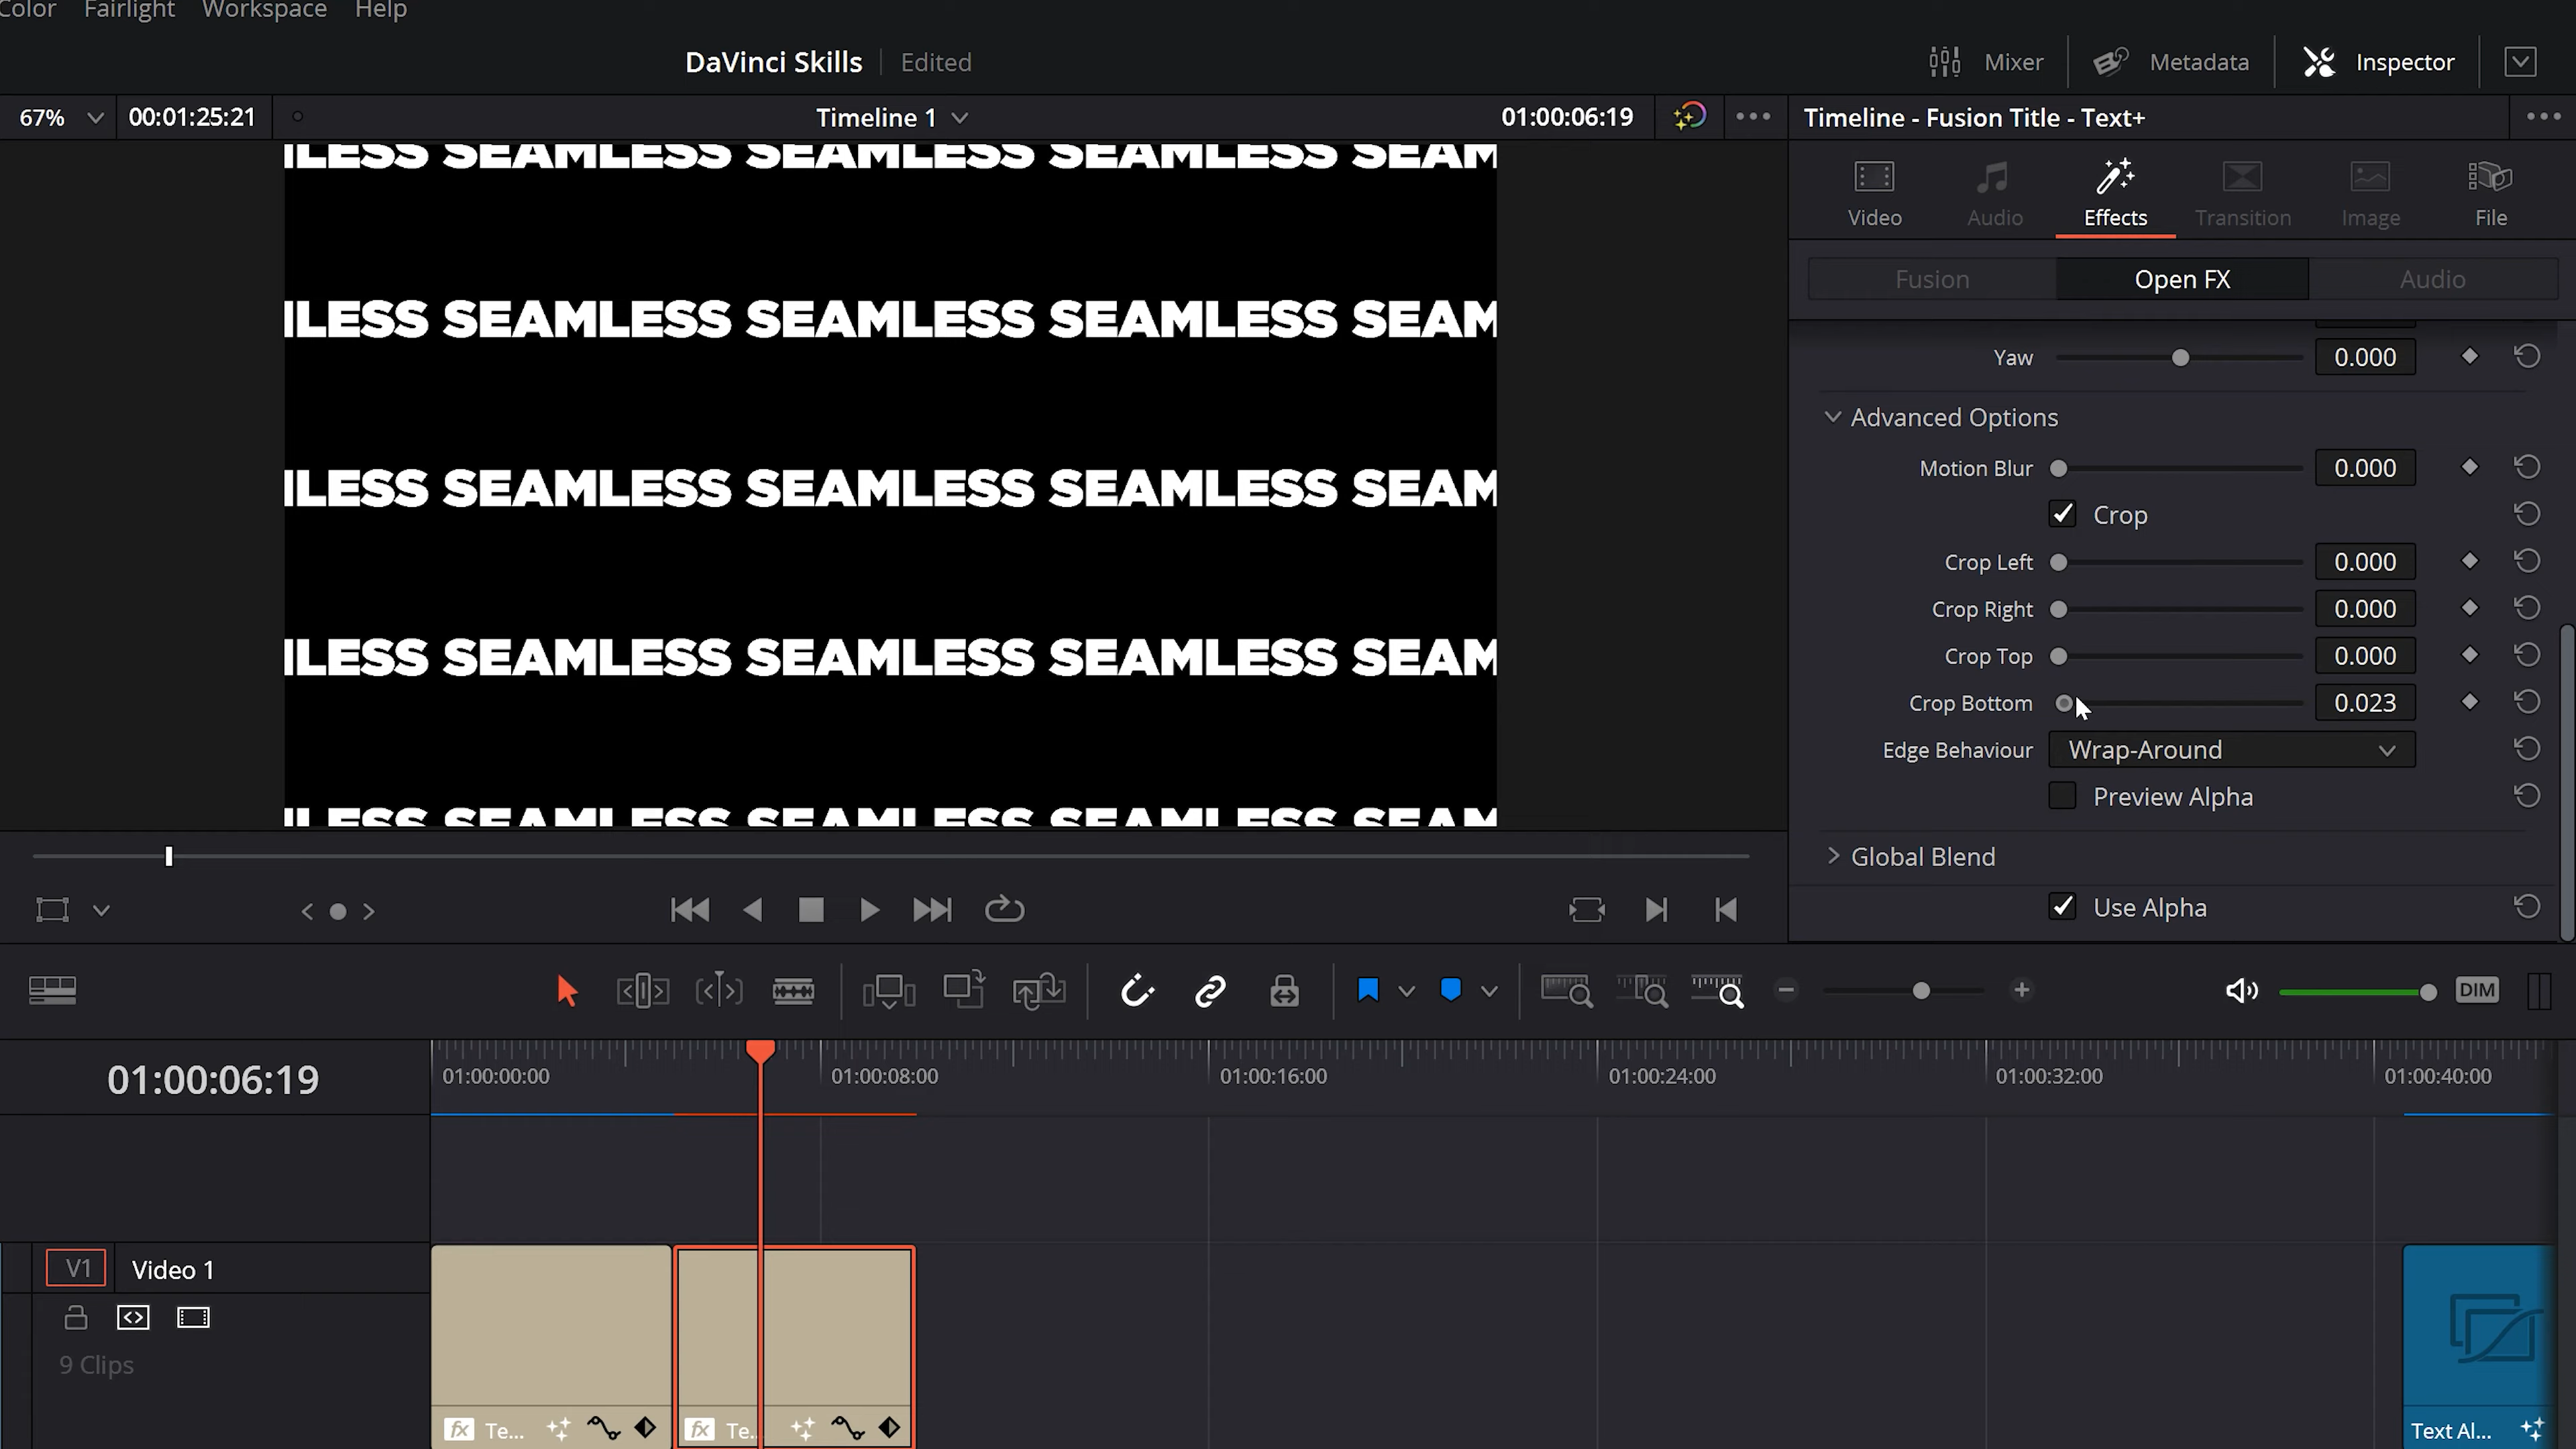 Color Fairlight Workspace Help
DaVinci Skills Edited
Mixer Metadata Inspector
67% 00:01:25:21 Timeline 1 01:00:06:19
Timeline - Fusion Title - Text+
Video Audio Effects Transition Image File
Fusion Open FX Audio
Yaw 0.000
Advanced Options
Motion Blur 0.000
Crop
Crop Left 0.000
Crop Right 0.000
Crop Top 0.000
Crop Bottom 0.023
Edge Behaviour Wrap-Around
Preview Alpha
Global Blend
Use Alpha
MLESS SEAMLESS SEAMLESS SEAMLESS SEAM
MLESS SEAMLESS SEAMLESS SEAMLESS SEAM
MLESS SEAMLESS SEAMLESS SEAMLESS SEAM
MLESS SEAMLESS SEAMLESS SEAMLESS SEAM
MLESS SEAMLESS SEAMLESS SEAMLESS SEAM
DIM
01:00:06:19
01:00:00:00 01:00:08:00 01:00:16:00 01:00:24:00 01:00:32:00 01:00:40:00
V1 Video 1
9 Clips
fx Te... fx Te... Text Al...